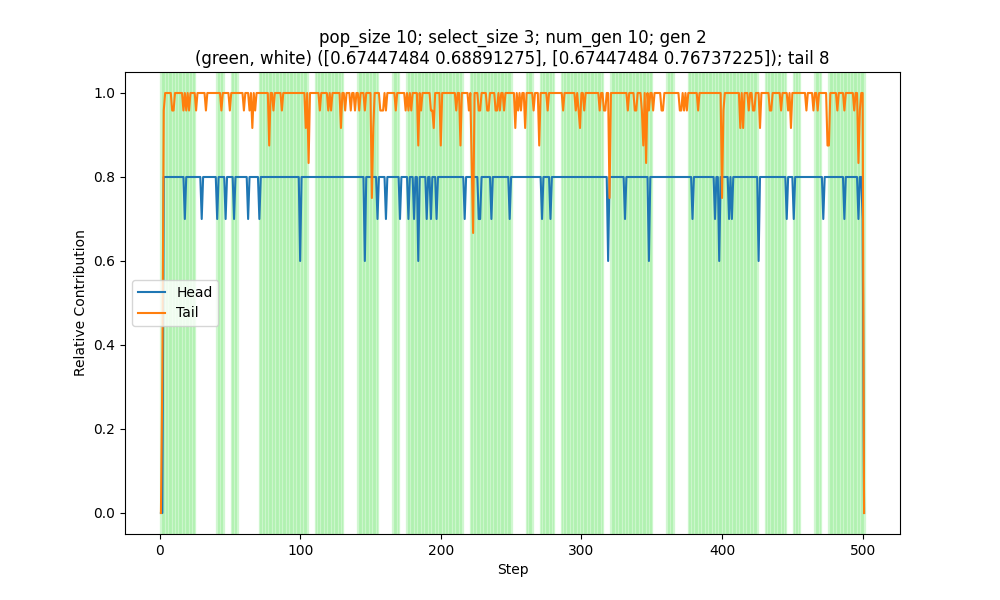 pop_size 10; select_size 3; num_gen 10; gen 2
(green, white) ([0.67447484 0.68891275], [0.67447484 0.76737225]); tail 8
1.0
0.8
0.6
0.4
0.2
0.0
Relative Contribution
Head
Tail
0
100
200
300
400
500
Step